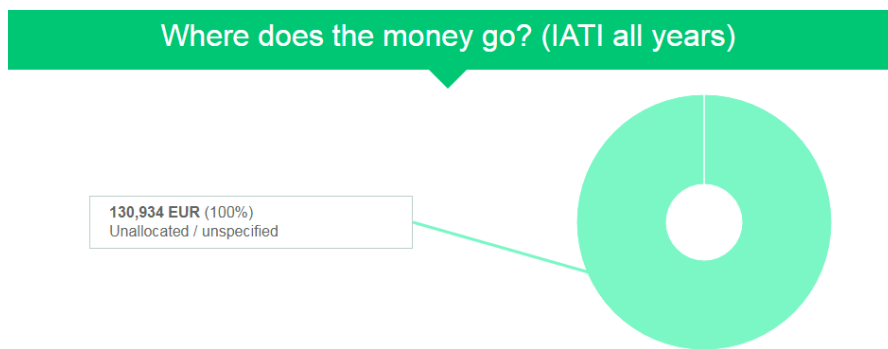 Where does the money go? (IATI all years)
130,934 EUR (100%)
Unallocated / unspecified